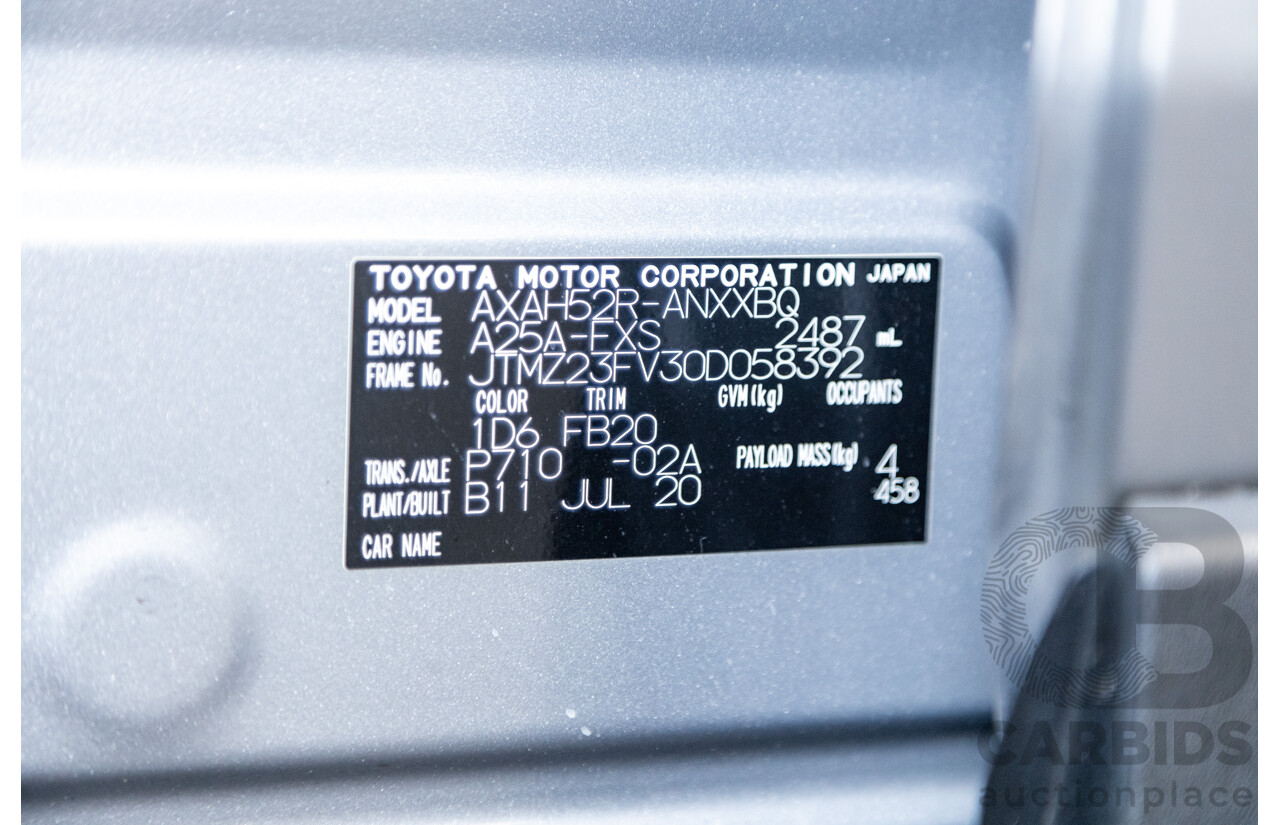 TOYOTA MOTOR CORPORATION JAPAN
MODEL AXAH52R-ANXXBQ
ENGINE A25A-FXS 2487 mL
FRAME No. JTMZ23FV30D058392
COLOR TRIM GVM(kg) OCCUPANTS
1D6 FB20
TRANS./AXLE P710 -02A PAYLOAD MASS(kg) 4
PLANT/BUILT B11 JUL 20 458
CAR NAME
CB
CARBIDS
auctionplace